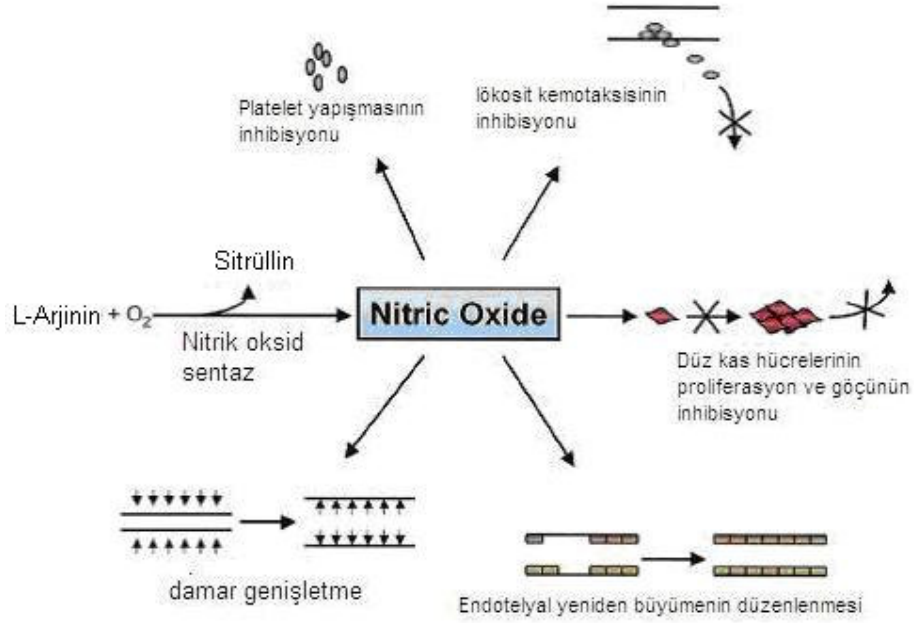 Platelet yapışmasının
inhibisyonu
lökosit kemotaksisinin
inhibisyonu
Sitrüllin
L-Arjinin + O₂
Nitrik oksid
sentaz
Nitric Oxide
Düz kas hücrelerinin
proliferasyon ve göçünün
inhibisyonu
damar genişletme
Endotelyal yeniden büyümenin düzenlenmesi